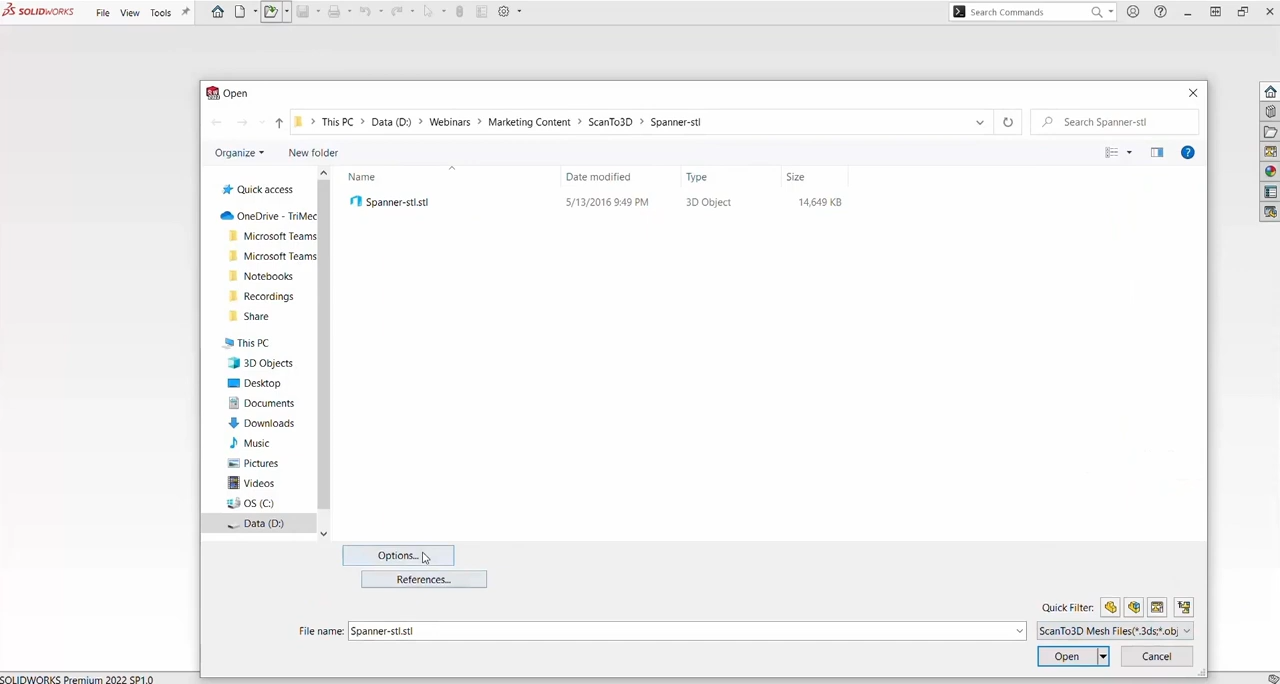 SOLIDWORKS File View Tools Search Commands
Open
This PC Data (D:) Webinars Marketing Content ScanTo3D Spanner-stl Search Spanner-stl
Organize New folder
Name Date modified Type Size
Spanner-stl.stl 5/13/2016 9:49 PM 3D Object 14,649 KB
Quick access
OneDrive - TriMec
Microsoft Teams
Microsoft Teams
Notebooks
Recordings
Share
This PC
3D Objects
Desktop
Documents
Downloads
Music
Pictures
Videos
OS (C:)
Data (D:)
Options...
References...
Quick Filter:
File name: Spanner-stl.stl ScanTo3D Mesh Files(*.3ds;*.obj
Open Cancel
SOLIDWORKS Premium 2022 SP1.0